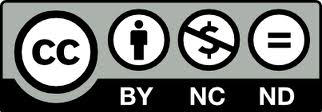 cc
$ =
BY NC ND